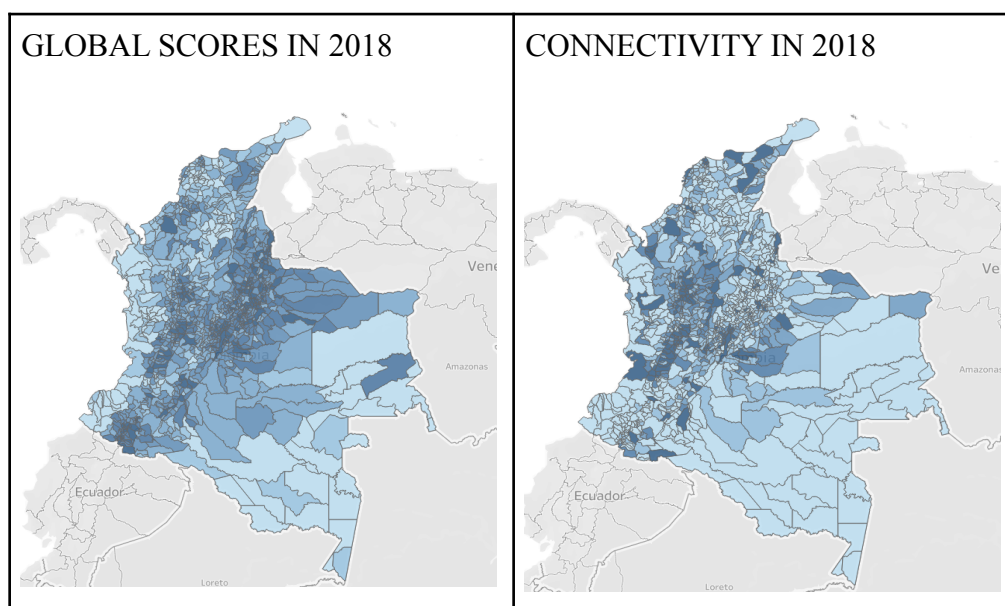 GLOBAL SCORES IN 2018
CONNECTIVITY IN 2018
Vene
Amazonas
Ecuador
Loreto
Ve
Amazonas
Ecuador
Loreto